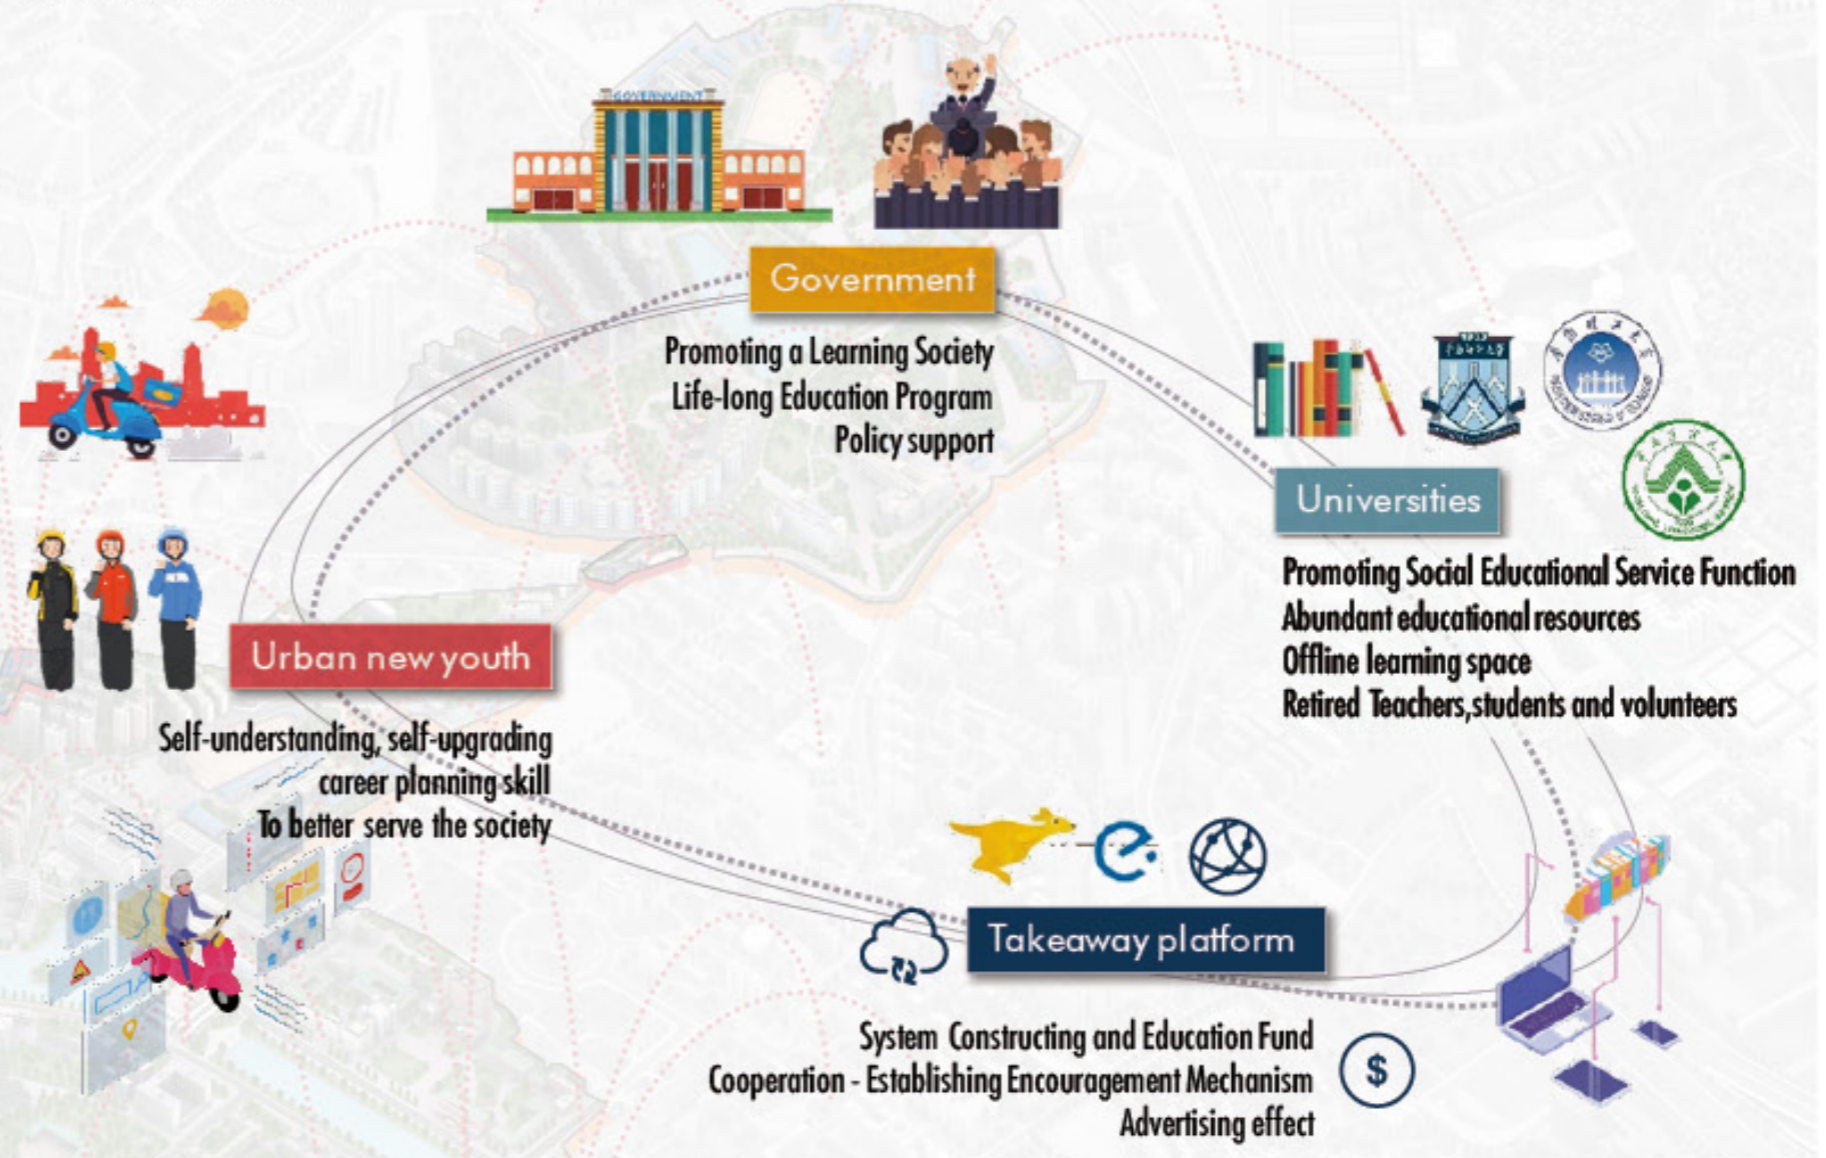 GOVERNMENT
Government
Promoting a Learning Society
Life-long Education Program
Policy support
Universities
Promoting Social Educational Service Function
Abundant educational resources
Offline learning space
Retired Teachers,students and volunteers
Urban new youth
Self-understanding, self-upgrading
career planning skill
To better serve the society
Takeaway platform
System Constructing and Education Fund
Cooperation - Establishing Encouragement Mechanism
Advertising effect
$